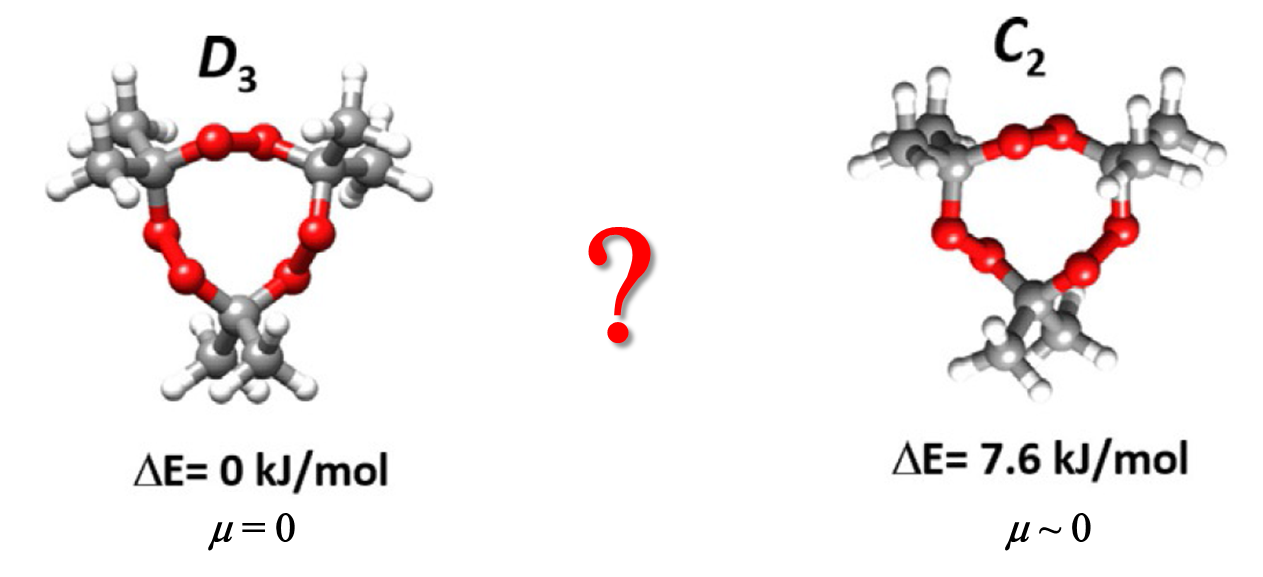 D₃
C₂
?
ΔE= 0 kJ/mol
ΔE= 7.6 kJ/mol
μ = 0
μ ~ 0